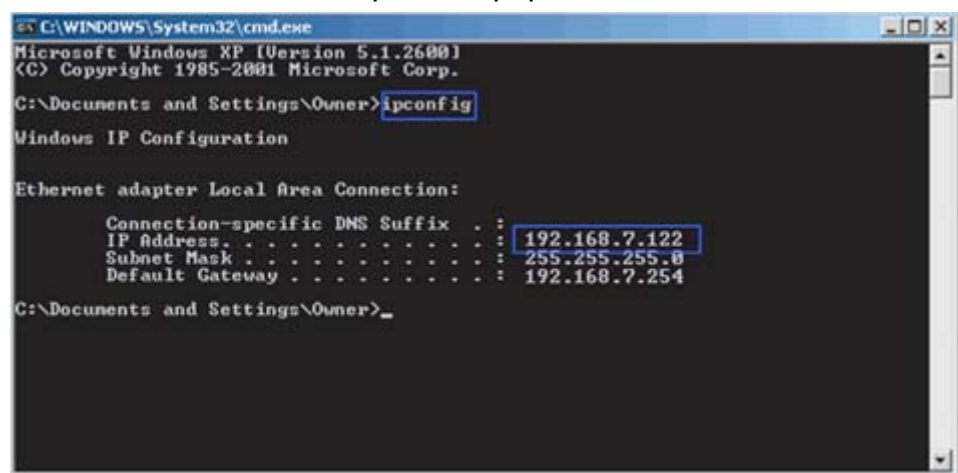 C:\WINDOWS\System32\cmd.exe
Microsoft Windows XP [Version 5.1.2600]
(C) Copyright 1985-2001 Microsoft Corp.
C:\Documents and Settings\Owner>ipconfig
Windows IP Configuration
Ethernet adapter Local Area Connection:
Connection-specific DNS Suffix . :
IP Address. . . . . . . . . . . . : 192.168.7.122
Subnet Mask . . . . . . . . . . . : 255.255.255.0
Default Gateway . . . . . . . . . : 192.168.7.254
C:\Documents and Settings\Owner>_